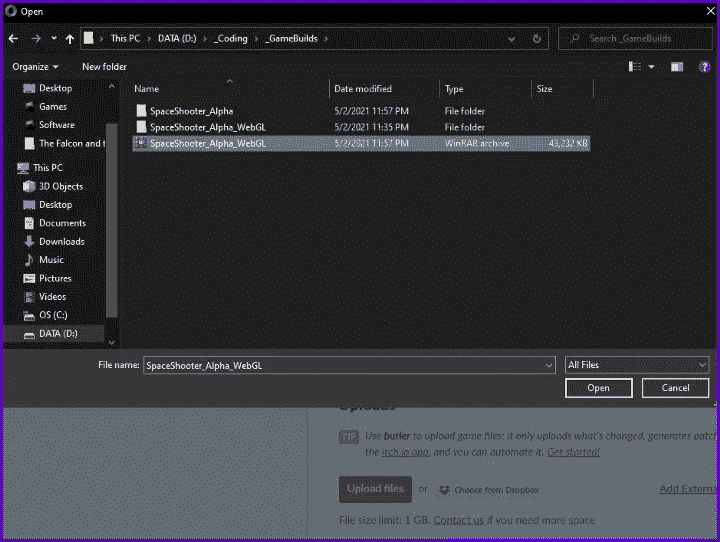 Open
This PC > DATA (D:) > _Coding > _GameBuilds >
Search _GameBuilds
Organize
New folder
Name Date modified Type Size
SpaceShooter_Alpha 5/2/2021 11:57 PM File folder
SpaceShooter_Alpha_WebGL 5/2/2021 11:35 PM File folder
SpaceShooter_Alpha_WebGL 5/2/2021 11:57 PM WinRAR archive 43,232 KB
Desktop
Games
Software
The Falcon and t
This PC
3D Objects
Desktop
Documents
Downloads
Music
Pictures
Videos
OS (C:)
DATA (D:)
File name: SpaceShooter_Alpha_WebGL
All Files
Open Cancel
Uploads
TIP Use butler to upload game files: it only uploads what's changed, generates patc
the itch.io app, and you can automate it. Get started!
Upload files or Choose from Dropbox
Add Externa
File size limit: 1 GB. Contact us if you need more space